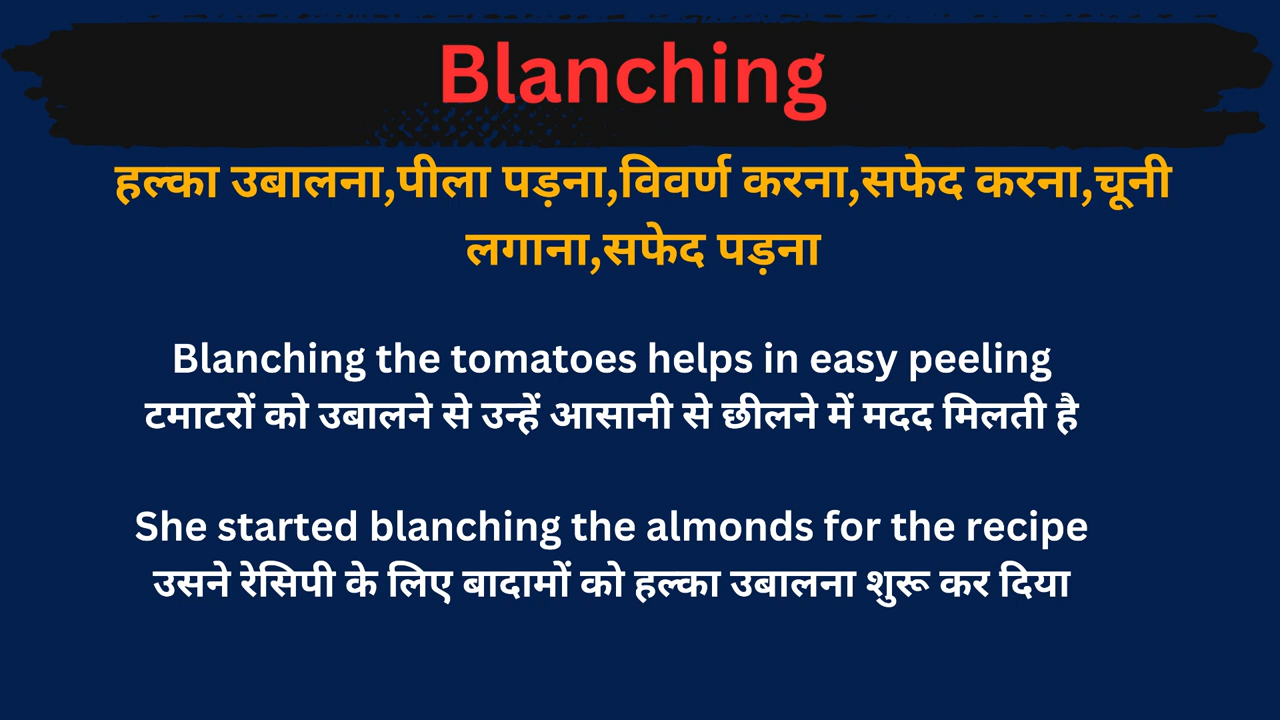 Blanching
हल्का उबालना,पीला पड़ना,विवर्ण करना,सफेद करना,चूनी
लगाना,सफेद पड़ना
Blanching the tomatoes helps in easy peeling
टमाटरों को उबालने से उन्हें आसानी से छीलने में मदद मिलती है
She started blanching the almonds for the recipe
उसने रेसिपी के लिए बादामों को हल्का उबालना शुरू कर दिया